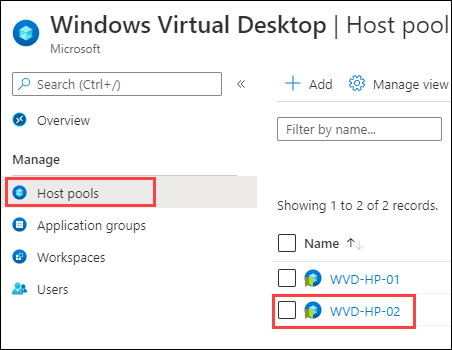 Windows Virtual Desktop | Host pool
Microsoft
Search (Ctrl+/)
«
Overview
Manage
Host pools
Application groups
Workspaces
Users
+ Add
Manage view
Filter by name...
Showing 1 to 2 of 2 records.
Name ↑↓
WVD-HP-01
WVD-HP-02